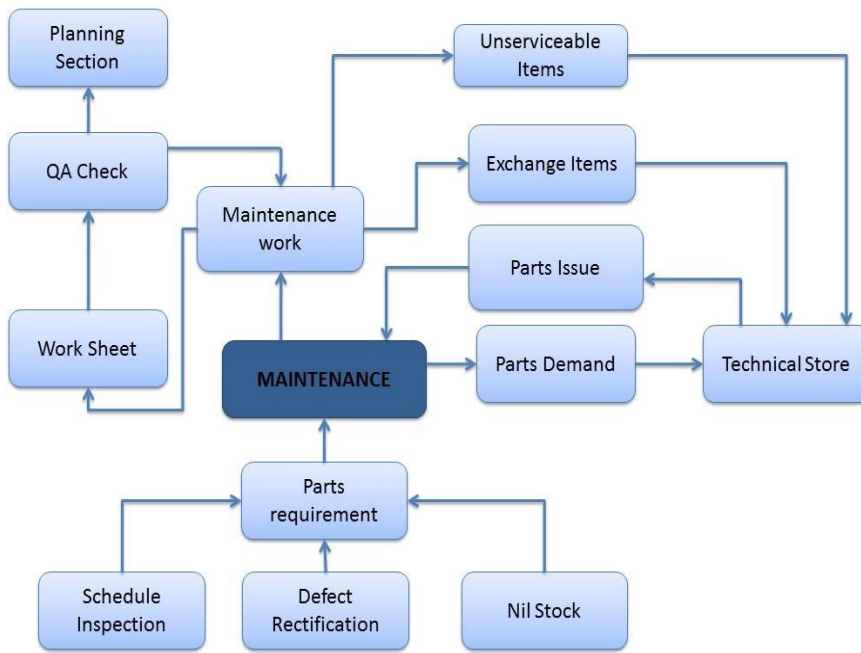 Planning
Section
Unserviceable
Items
QA Check
Exchange Items
Maintenance
work
Parts Issue
Work Sheet
MAINTENANCE
Parts Demand
Technical Store
Parts
requirement
Schedule
Inspection
Defect
Rectification
Nil Stock